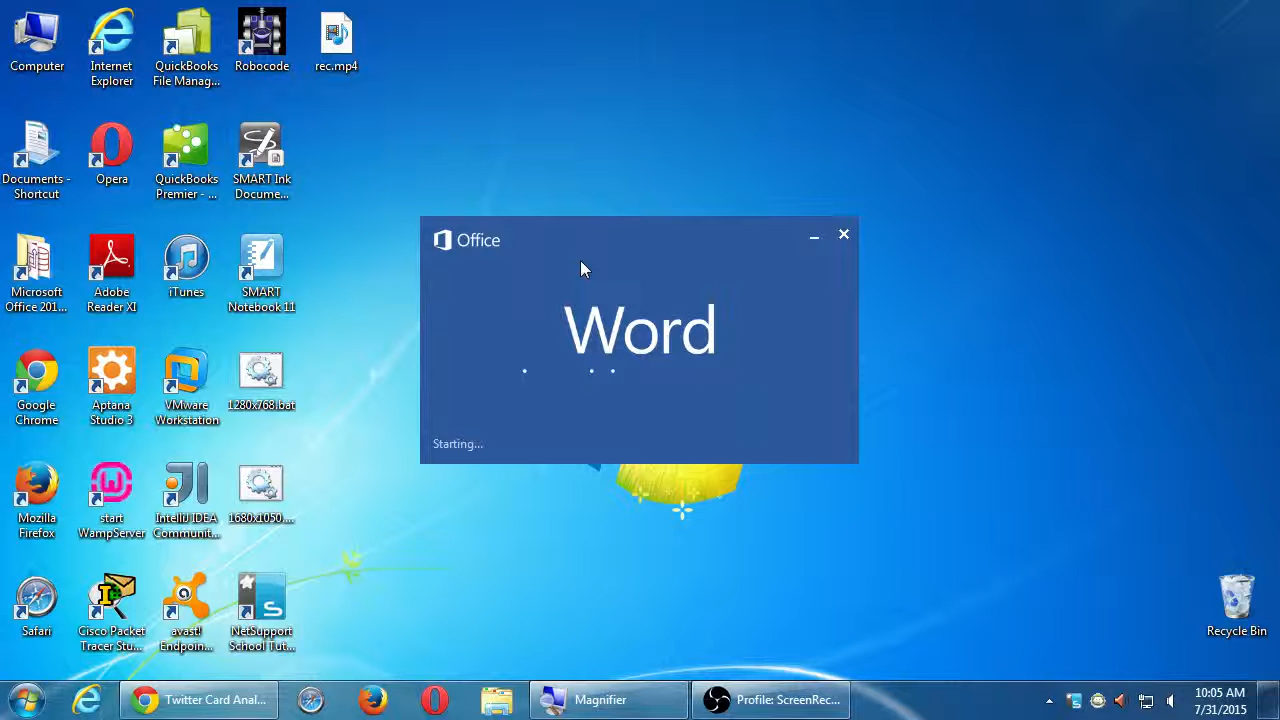 Computer
Internet
Explorer
QuickBooks
File Manag...
Robocode
rec.mp4
Documents -
Shortcut
Opera
QuickBooks
Premier - ...
SMART Ink
Docume...
Microsoft
Office 201...
Adobe
Reader XI
iTunes
SMART
Notebook 11
Google
Chrome
Aptana
Studio 3
VMware
Workstation
1280x768.bat
Mozilla
Firefox
start
WampServer
IntelliJ IDEA
Communit...
1680x1050....
Safari
Cisco Packet
Tracer Stu...
avast!
Endpoin...
NetSupport
School Tut...
Office
Word
Starting...
Recycle Bin
Twitter Card Anal...
Magnifier
Profile: ScreenRec...
10:05 AM
7/31/2015